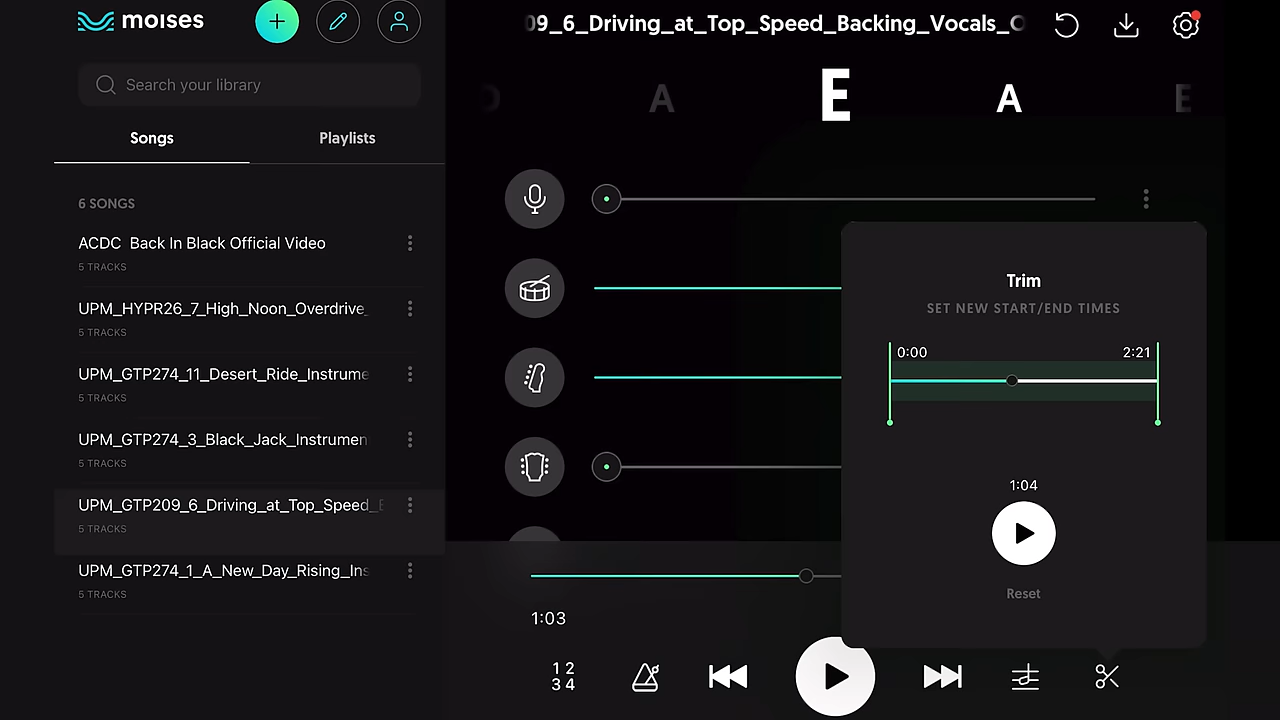 moises
Search your library
Songs
Playlists
6 SONGS
ACDC Back In Black Official Video
5 TRACKS
UPM_HYPR26_7_High_Noon_Overdrive_
5 TRACKS
UPM_GTP274_11_Desert_Ride_Instrume
5 TRACKS
UPM_GTP274_3_Black_Jack_Instrumen
5 TRACKS
UPM_GTP209_6_Driving_at_Top_Speed_E
5 TRACKS
UPM_GTP274_1_A_New_Day_Rising_Ins
5 TRACKS
09_6_Driving_at_Top_Speed_Backing_Vocals_O
A
E
A
E
Trim
SET NEW START/END TIMES
0:00
2:21
1:04
Reset
1:03
1 2
3 4